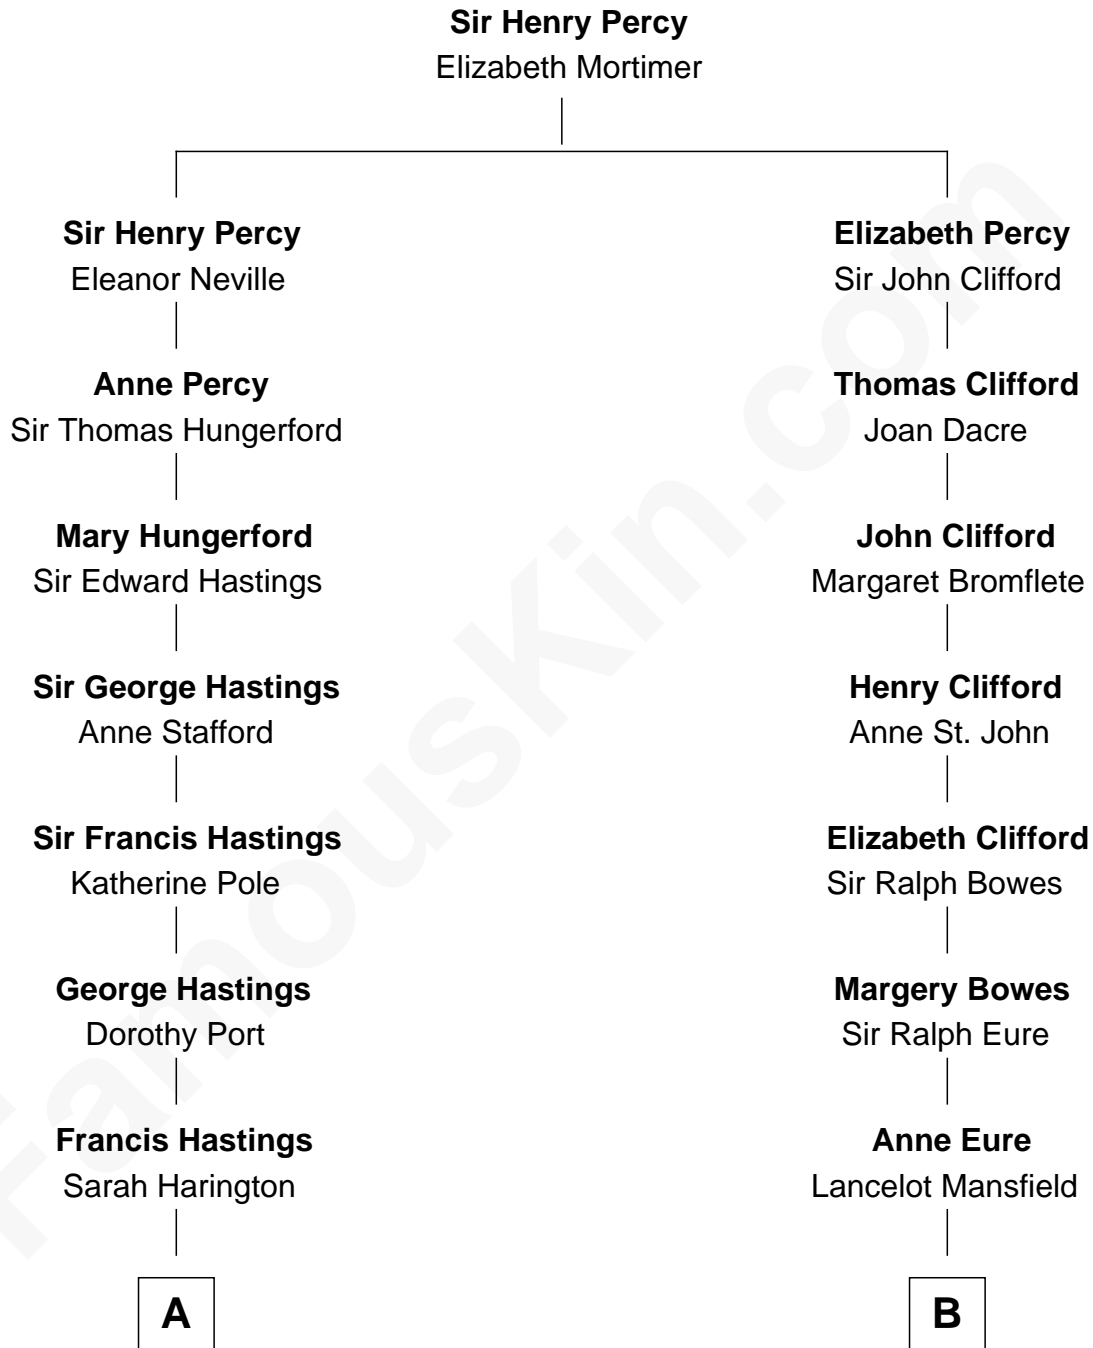 Sir Henry Percy
Elizabeth Mortimer
Sir Henry Percy
Eleanor Neville
Anne Percy
Sir Thomas Hungerford
Mary Hungerford
Sir Edward Hastings
Sir George Hastings
Anne Stafford
Sir Francis Hastings
Katherine Pole
George Hastings
Dorothy Port
Francis Hastings
Sarah Harington
A
Elizabeth Percy
Sir John Clifford
Thomas Clifford
Joan Dacre
John Clifford
Margaret Bromflete
Henry Clifford
Anne St. John
Elizabeth Clifford
Sir Ralph Bowes
Margery Bowes
Sir Ralph Eure
Anne Eure
Lancelot Mansfield
B
FamousKin.com